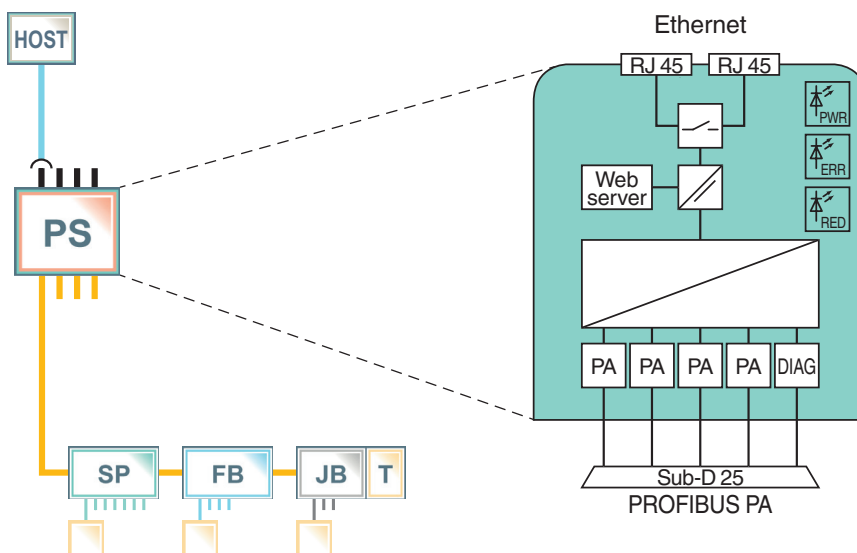 HOST
PS
SP
FB
JB
T
Ethernet
RJ 45
RJ 45
PWR
ERR
RED
Web
server
PA
PA
PA
PA
DIAG
Sub-D 25
PROFIBUS PA